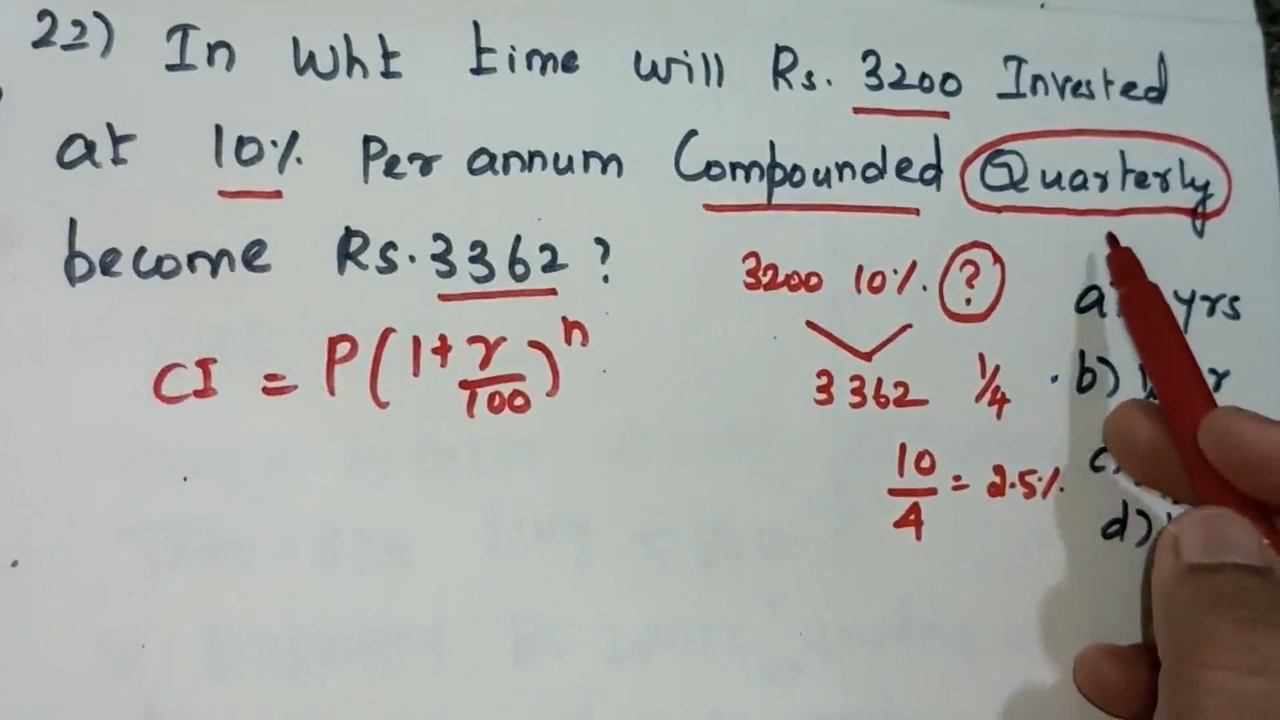 22) In Wht time will Rs. 3200 Invested
at 10% Per annum Compounded Quarterly
become Rs. 3362 ?
3200 10% ?
a) yrs
CI = P(1+r/100)^n
3362 1/4
b)
10/4 = 2.5%
c)
d)